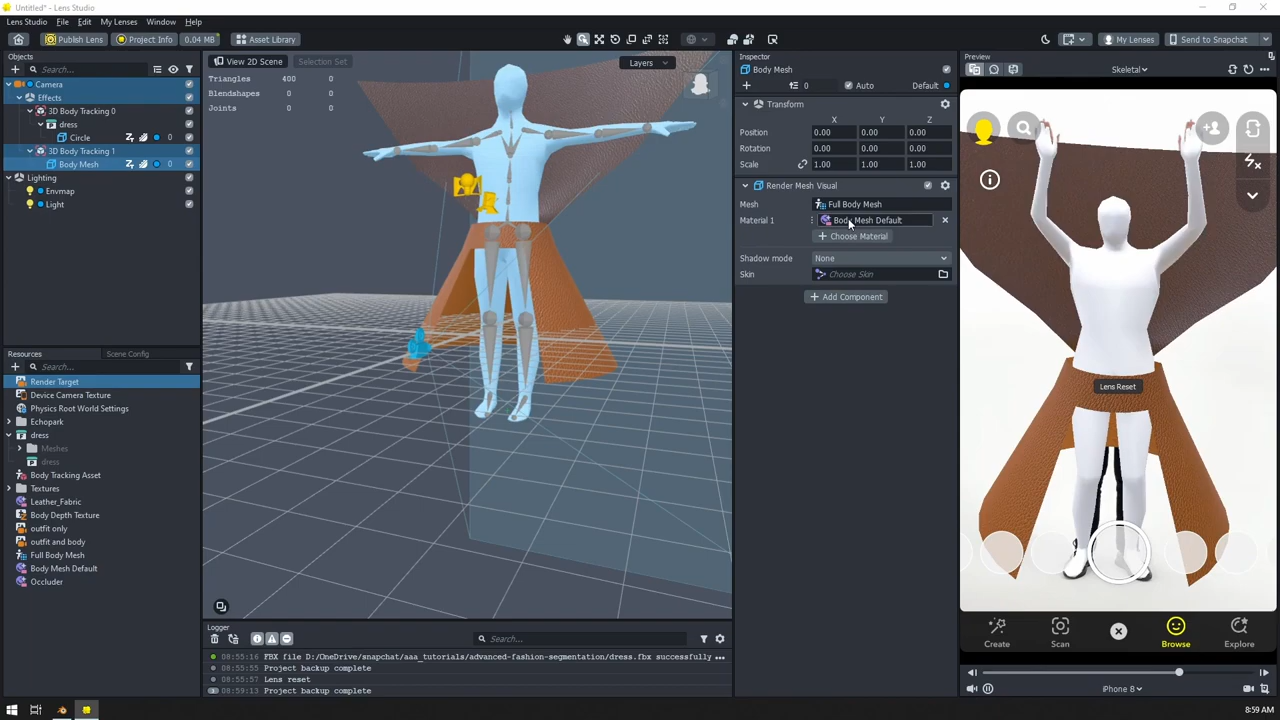 Untitled* - Lens Studio
Lens Studio File Edit My Lenses Window Help
Publish Lens Project Info 0.04 MB Asset Library My Lenses Send to Snapchat
Objects
Search...
Camera
Effects
3D Body Tracking 0
dress
Circle 0
3D Body Tracking 1
Body Mesh 0
Lighting
Envmap
Light
Resources Scene Config
Search...
Render Target
Device Camera Texture
Physics Root World Settings
Echopark
dress
Meshes
dress
Body Tracking Asset
Textures
Leather_Fabric
Body Depth Texture
outfit only
outfit and body
Full Body Mesh
Body Mesh Default
Occluder
View 2D Scene Selection Set Layers
Triangles 400 0
Blendshapes 0 0
Joints 0 0
Logger
Search...
08:55:16 FBX file D:/OneDrive/snapchat/aaa_tutorials/advanced-fashion-segmentation/dress.fbx successfully ...
08:55:55 Project backup complete
08:55:57 Lens reset
08:59:13 Project backup complete
Inspector
Body Mesh
0 Auto Default
Transform
X Y Z
Position 0.00 0.00 0.00
Rotation 0.00 0.00 0.00
Scale 1.00 1.00 1.00
Render Mesh Visual
Mesh Full Body Mesh
Material 1 Body Mesh Default
+ Choose Material
Shadow mode None
Skin Choose Skin
+ Add Component
Preview
Skeletal
Lens Reset
Create Scan Browse Explore
iPhone 8
8:59 AM